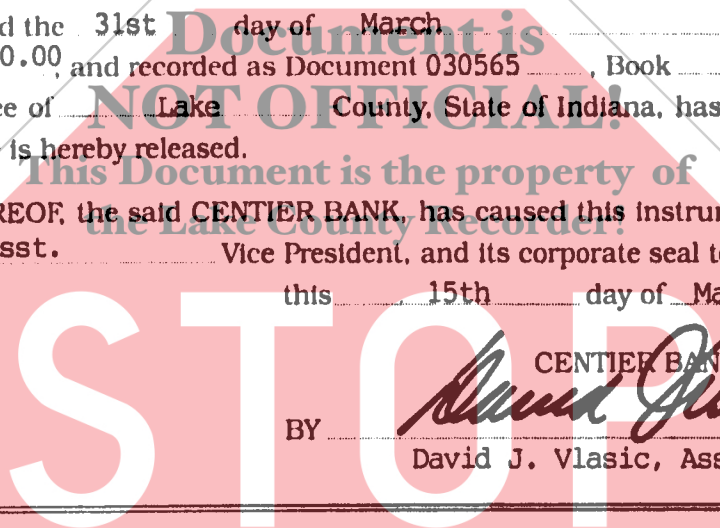 d the 31st day of March
0.00, and recorded as Document 030565, Book
ce of Lake County, State of Indiana, has
is hereby released.
REOF, the said CENTIER BANK, has caused this instrum
sst. Vice President, and its corporate seal t
this 15th day of Ma
CENTIER BAN
BY David J
David J. Vlasic, Ass
Document is
NOT OFFICIAL!
This Document is the property of
the Lake County Recorder!
STOP